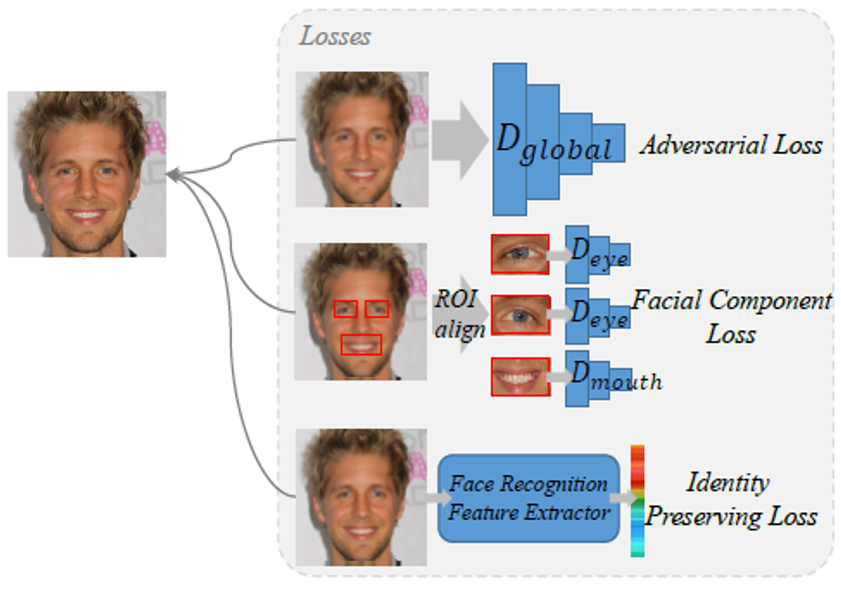 Losses
D_global
Adversarial Loss
ROI
align
D_eye
D_eye
D_mouth
Facial Component
Loss
Face Recognition
Feature Extractor
Identity
Preserving Loss